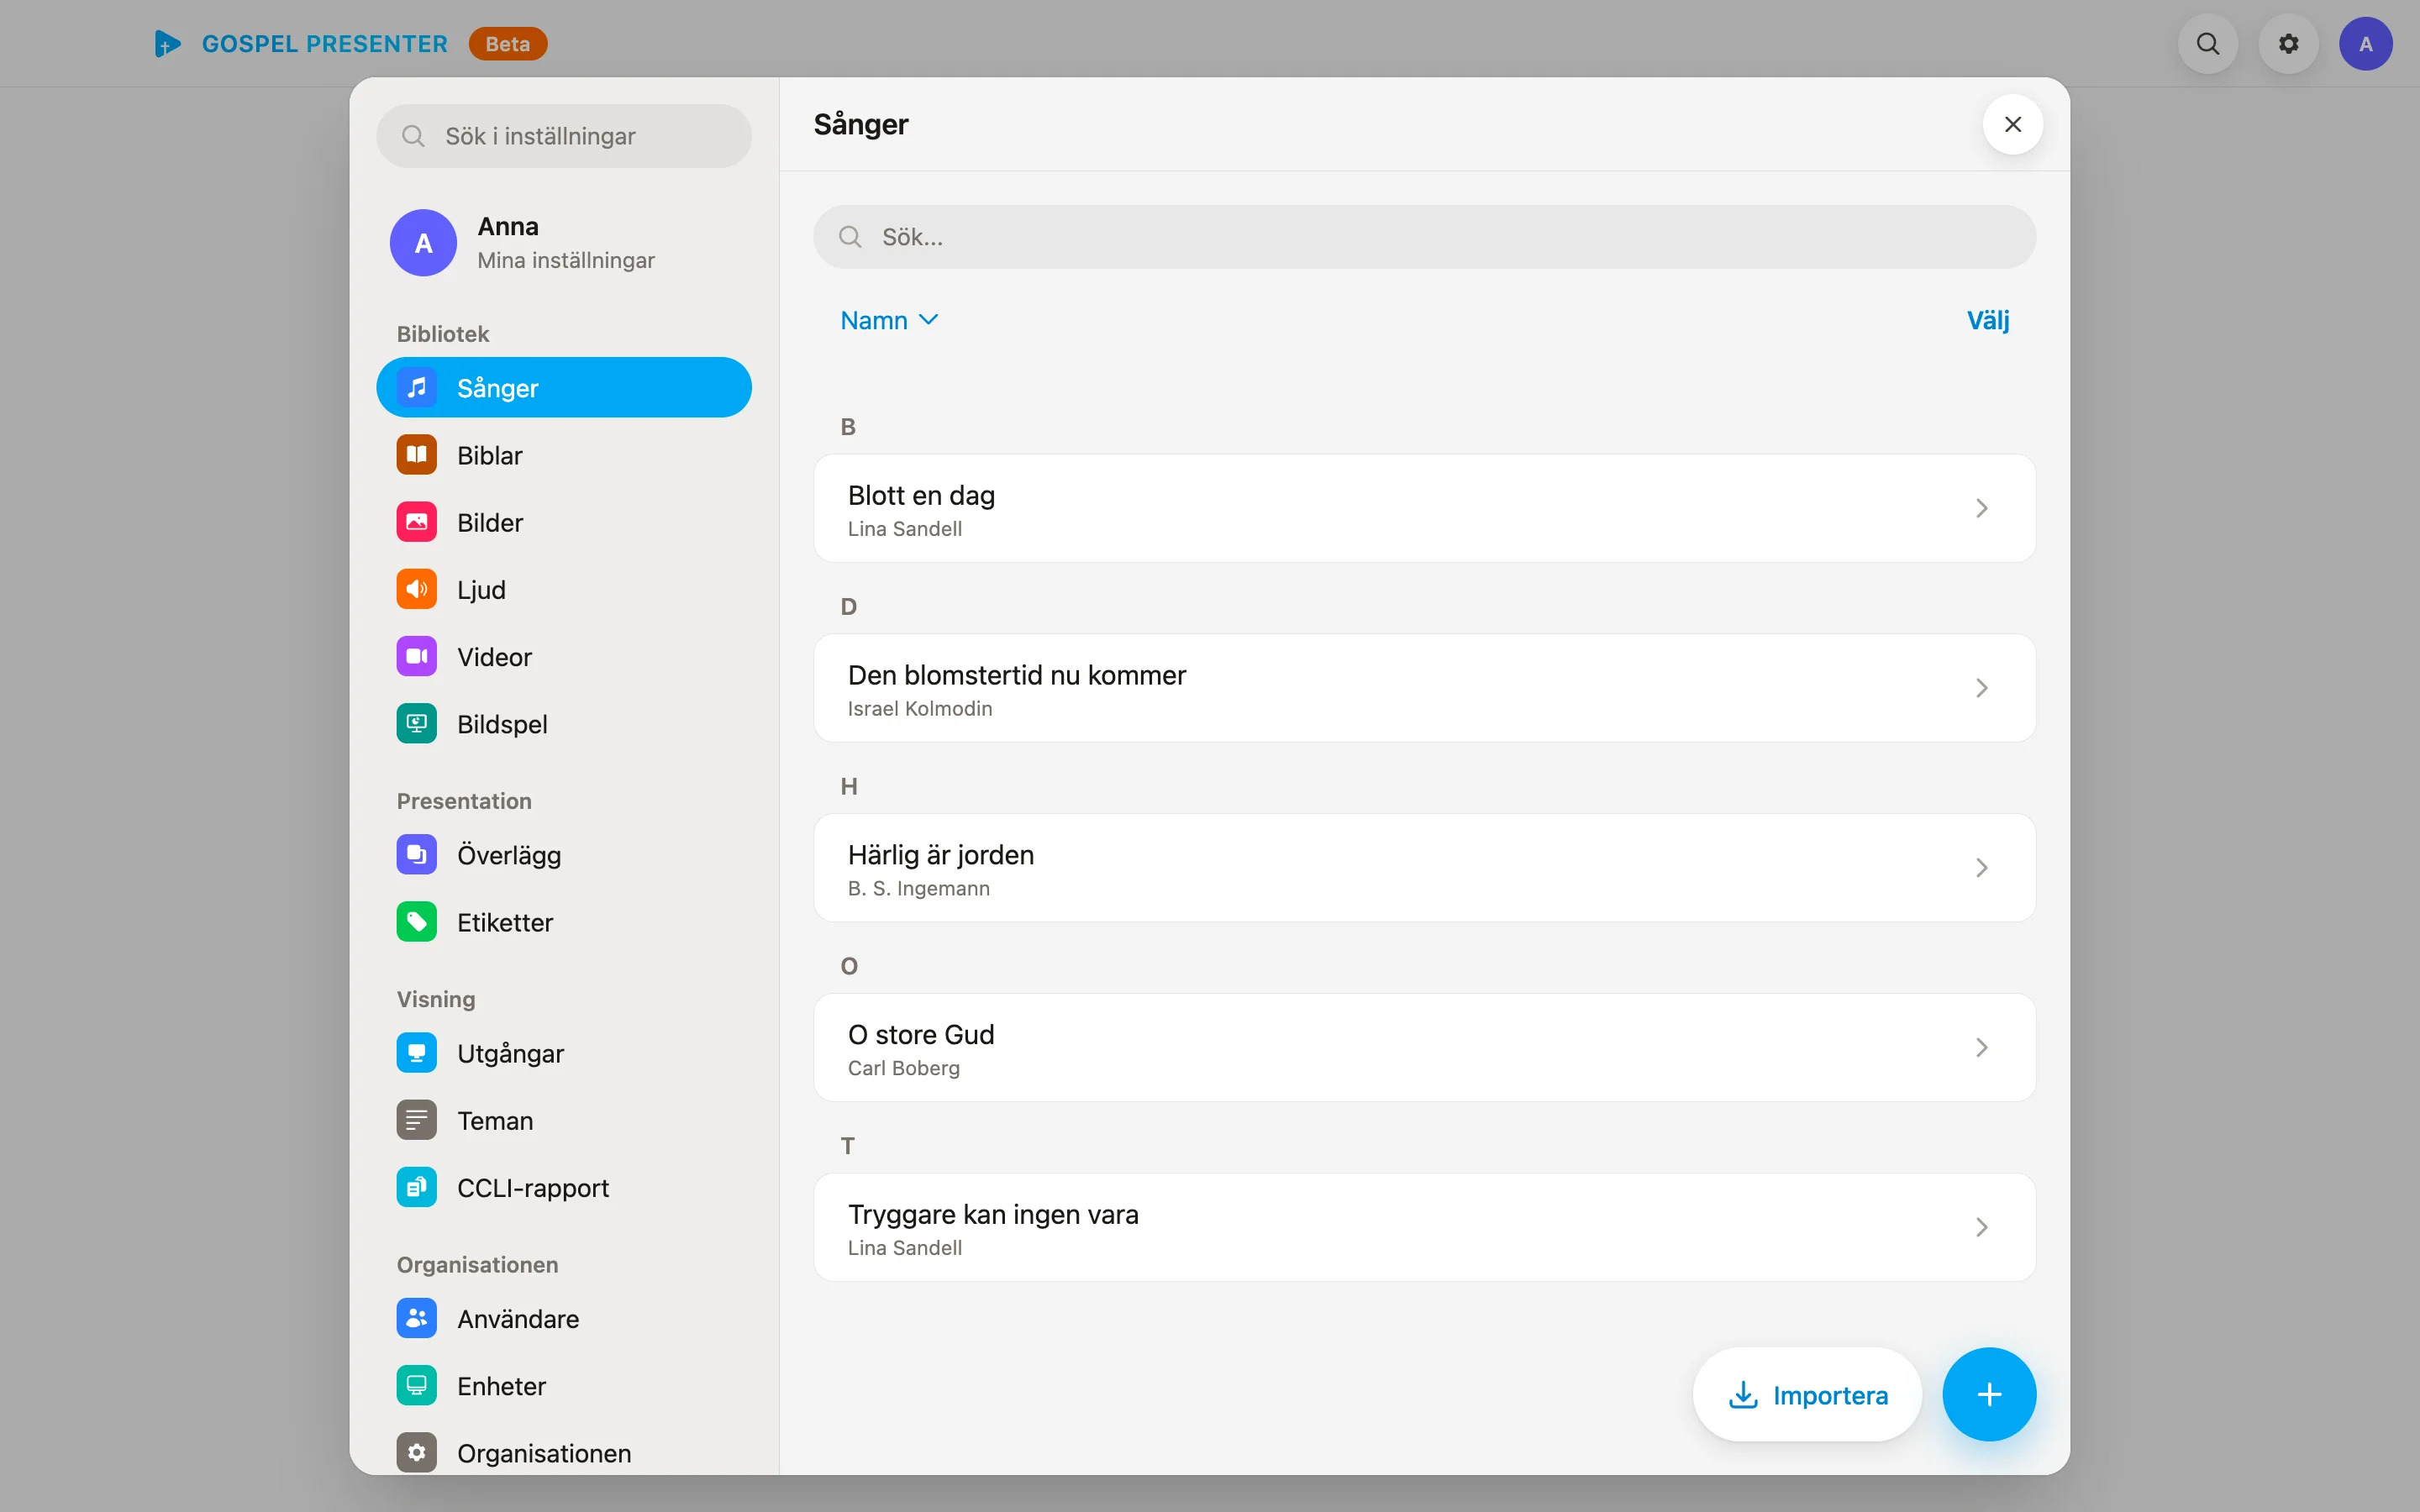 GOSPEL PRESENTER
Beta
A
Sök i inställningar
A
Anna
Mina inställningar
Bibliotek
Sånger
Biblar
Bilder
Ljud
Videor
Bildspel
Presentation
Överlägg
Etiketter
Visning
Utgångar
Teman
CCLI-rapport
Organisationen
Användare
Enheter
Organisationen
Sånger
Sök...
Namn
Välj
B
Blott en dag
Lina Sandell
D
Den blomstertid nu kommer
Israel Kolmodin
H
Härlig är jorden
B. S. Ingemann
O
O store Gud
Carl Boberg
T
Tryggare kan ingen vara
Lina Sandell
Importera